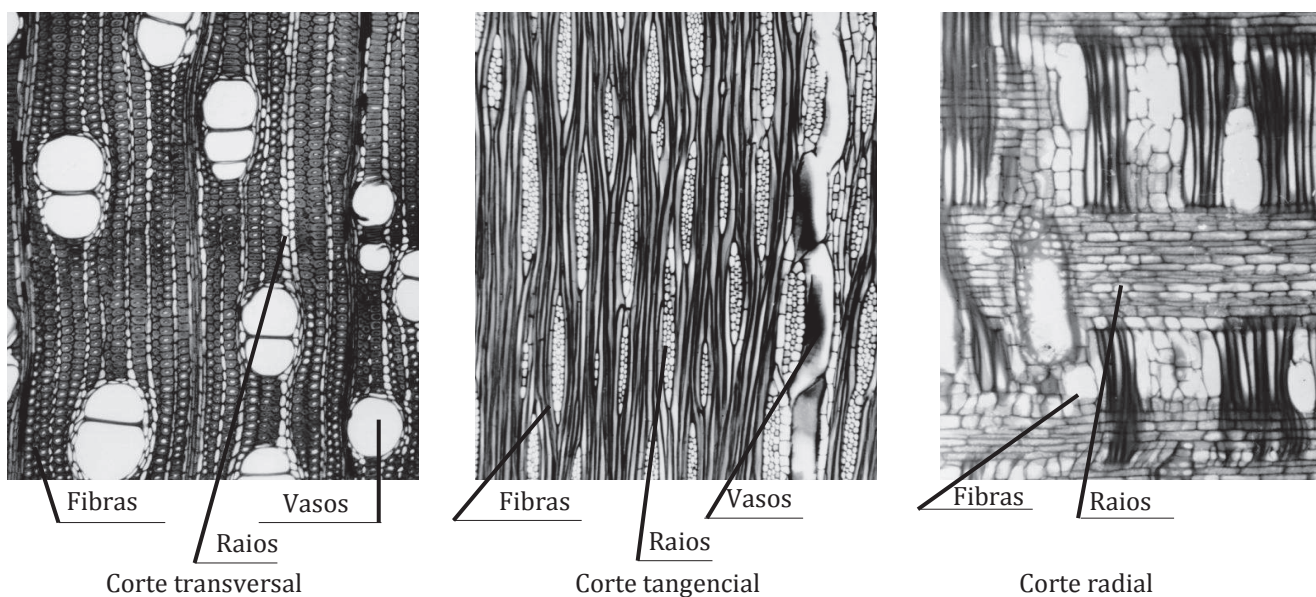 Fibras
Vasos
Raios
Corte transversal
Fibras
Vasos
Raios
Corte tangencial
Fibras
Raios
Corte radial